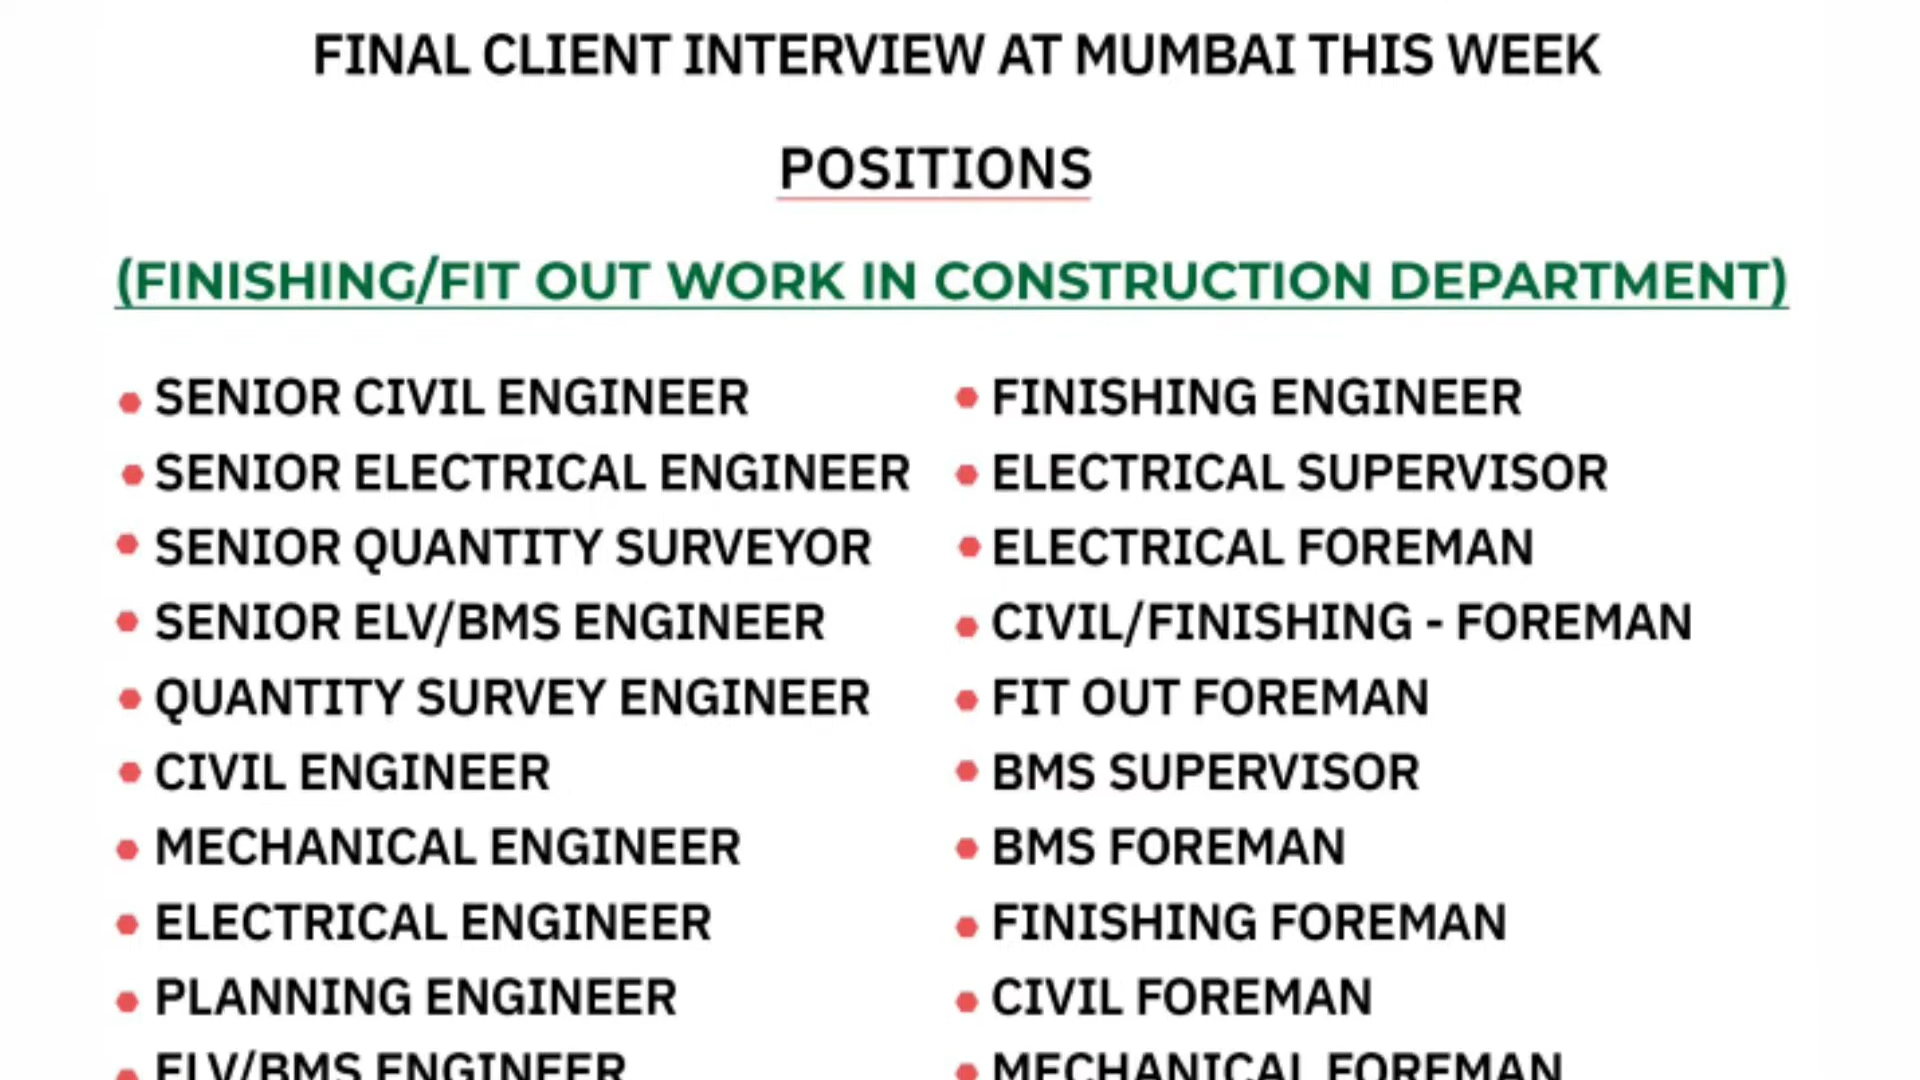 FINAL CLIENT INTERVIEW AT MUMBAI THIS WEEK
POSITIONS
(FINISHING/FIT OUT WORK IN CONSTRUCTION DEPARTMENT)
SENIOR CIVIL ENGINEER
SENIOR ELECTRICAL ENGINEER
SENIOR QUANTITY SURVEYOR
SENIOR ELV/BMS ENGINEER
QUANTITY SURVEY ENGINEER
CIVIL ENGINEER
MECHANICAL ENGINEER
ELECTRICAL ENGINEER
PLANNING ENGINEER
ELV/BMS ENGINEER
FINISHING ENGINEER
ELECTRICAL SUPERVISOR
ELECTRICAL FOREMAN
CIVIL/FINISHING - FOREMAN
FIT OUT FOREMAN
BMS SUPERVISOR
BMS FOREMAN
FINISHING FOREMAN
CIVIL FOREMAN
MECHANICAL FOREMAN